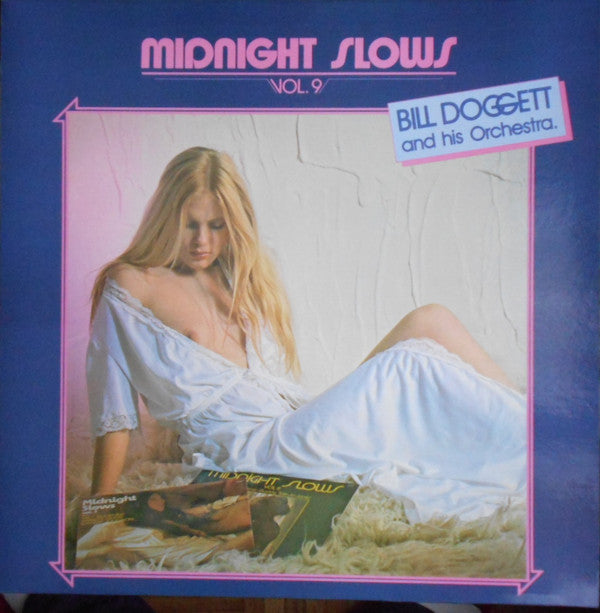 MIDNIGHT SLOWS
VOL. 9
BILL DOGGETT
and his Orchestra.
MIDNIGHT SLOWS
Midnight
Slows